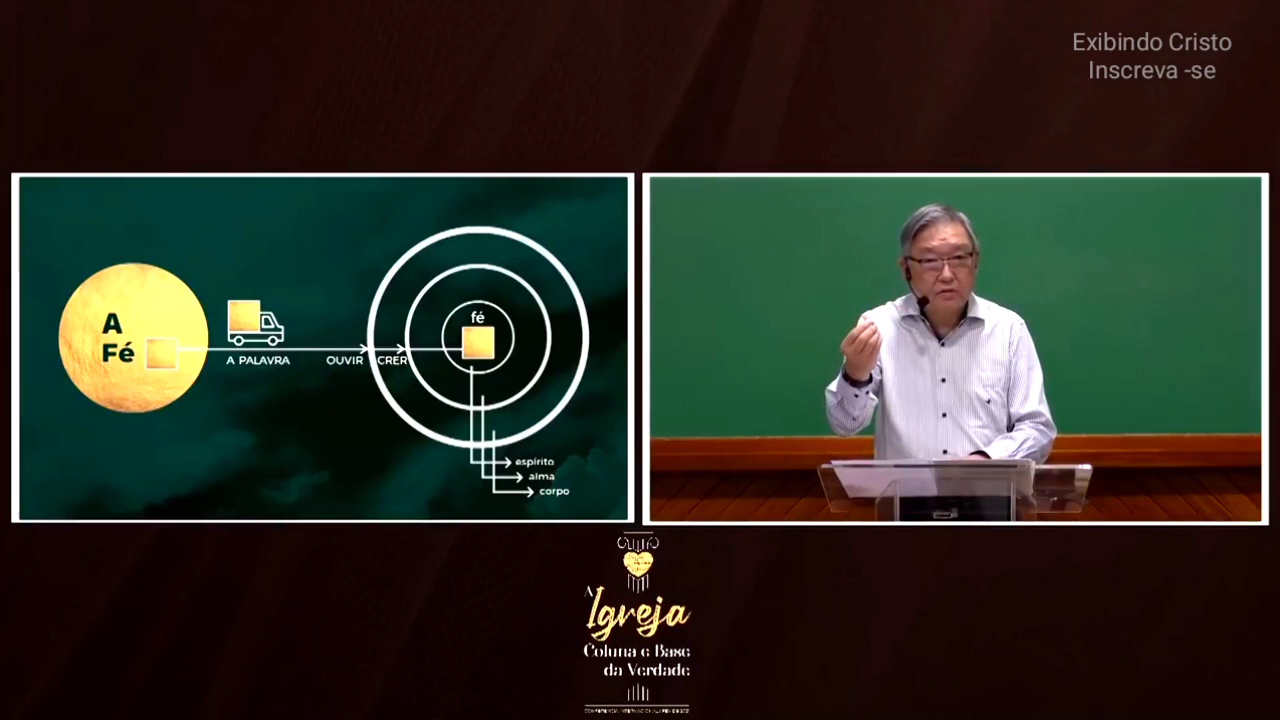 Exibindo Cristo
Inscreva -se
A
Fé
A PALAVRA
OUVIR
CRER
fé
espírito
alma
corpo
A
Igreja
Coluna e Base
da Verdade